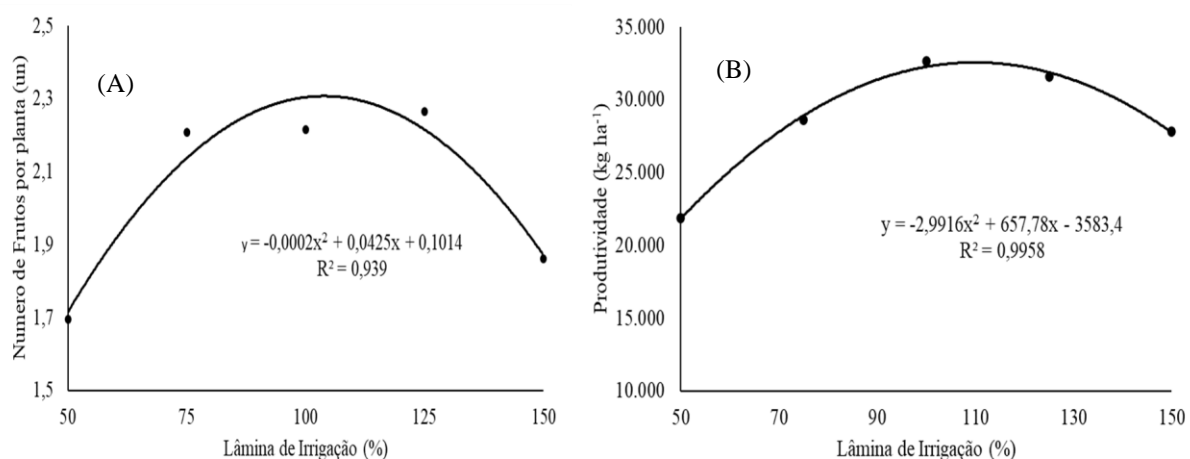 2,5
2,3
2,1
1,9
1,7
1,5
Numero de Frutos por planta (un)
(A)
y = -0,0002x² + 0,0425x + 0,1014
R² = 0,939
50 75 100 125 150
Lâmina de Irrigação (%)
35.000
30.000
25.000
20.000
15.000
10.000
Produtividade (kg ha⁻¹)
(B)
y = -2,9916x² + 657,78x - 3583,4
R² = 0,9958
50 70 90 110 130 150
Lâmina de Irrigação (%)